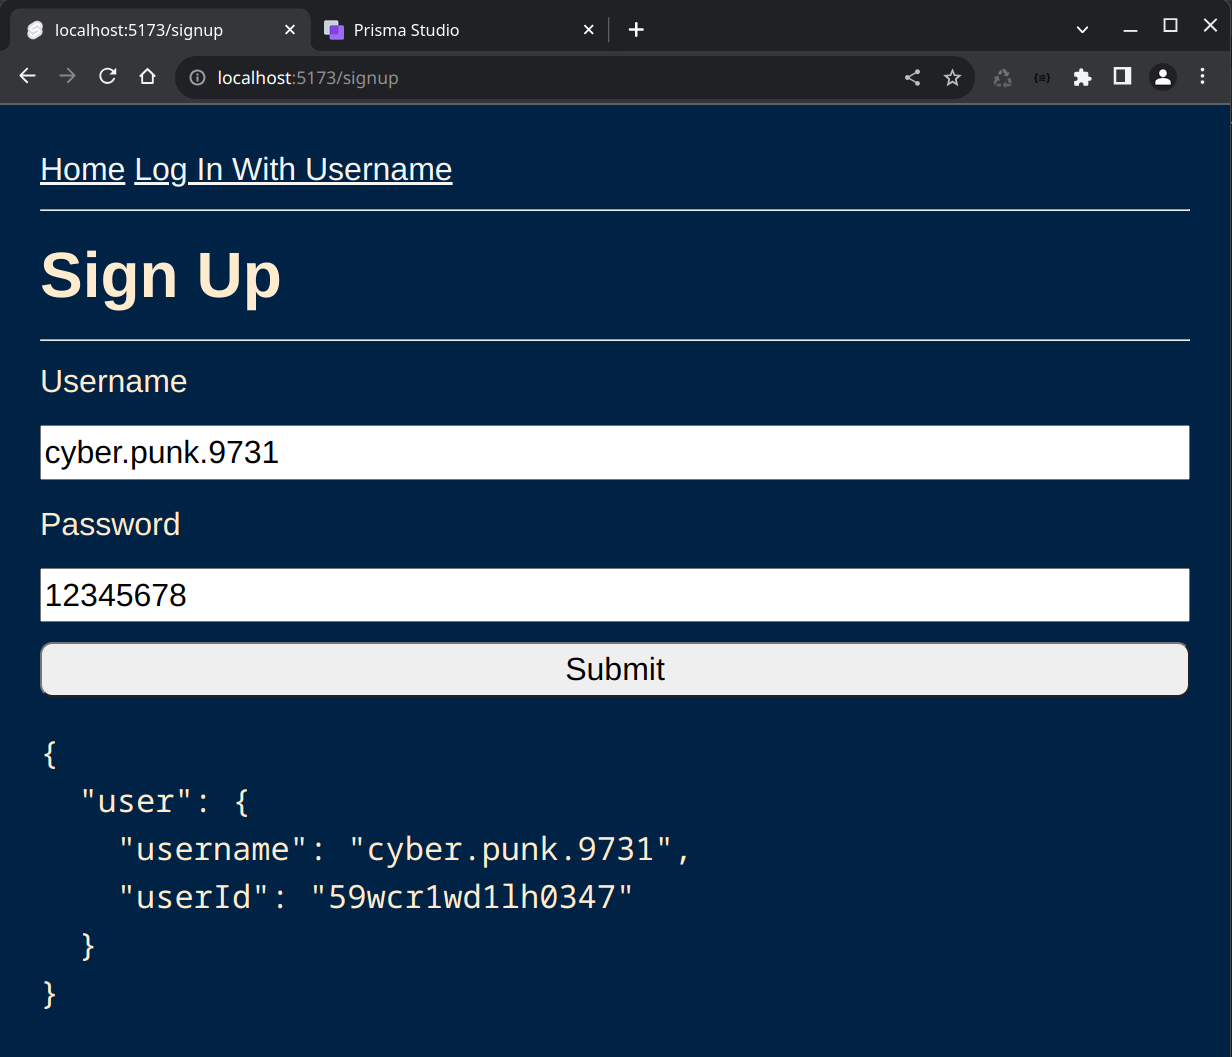 localhost:5173/signup
Prisma Studio
localhost:5173/signup
Home Log In With Username
Sign Up
Username
cyber.punk.9731
Password
12345678
Submit
{
  "user": {
    "username": "cyber.punk.9731",
    "userId": "59wcr1wd1lh0347"
  }
}